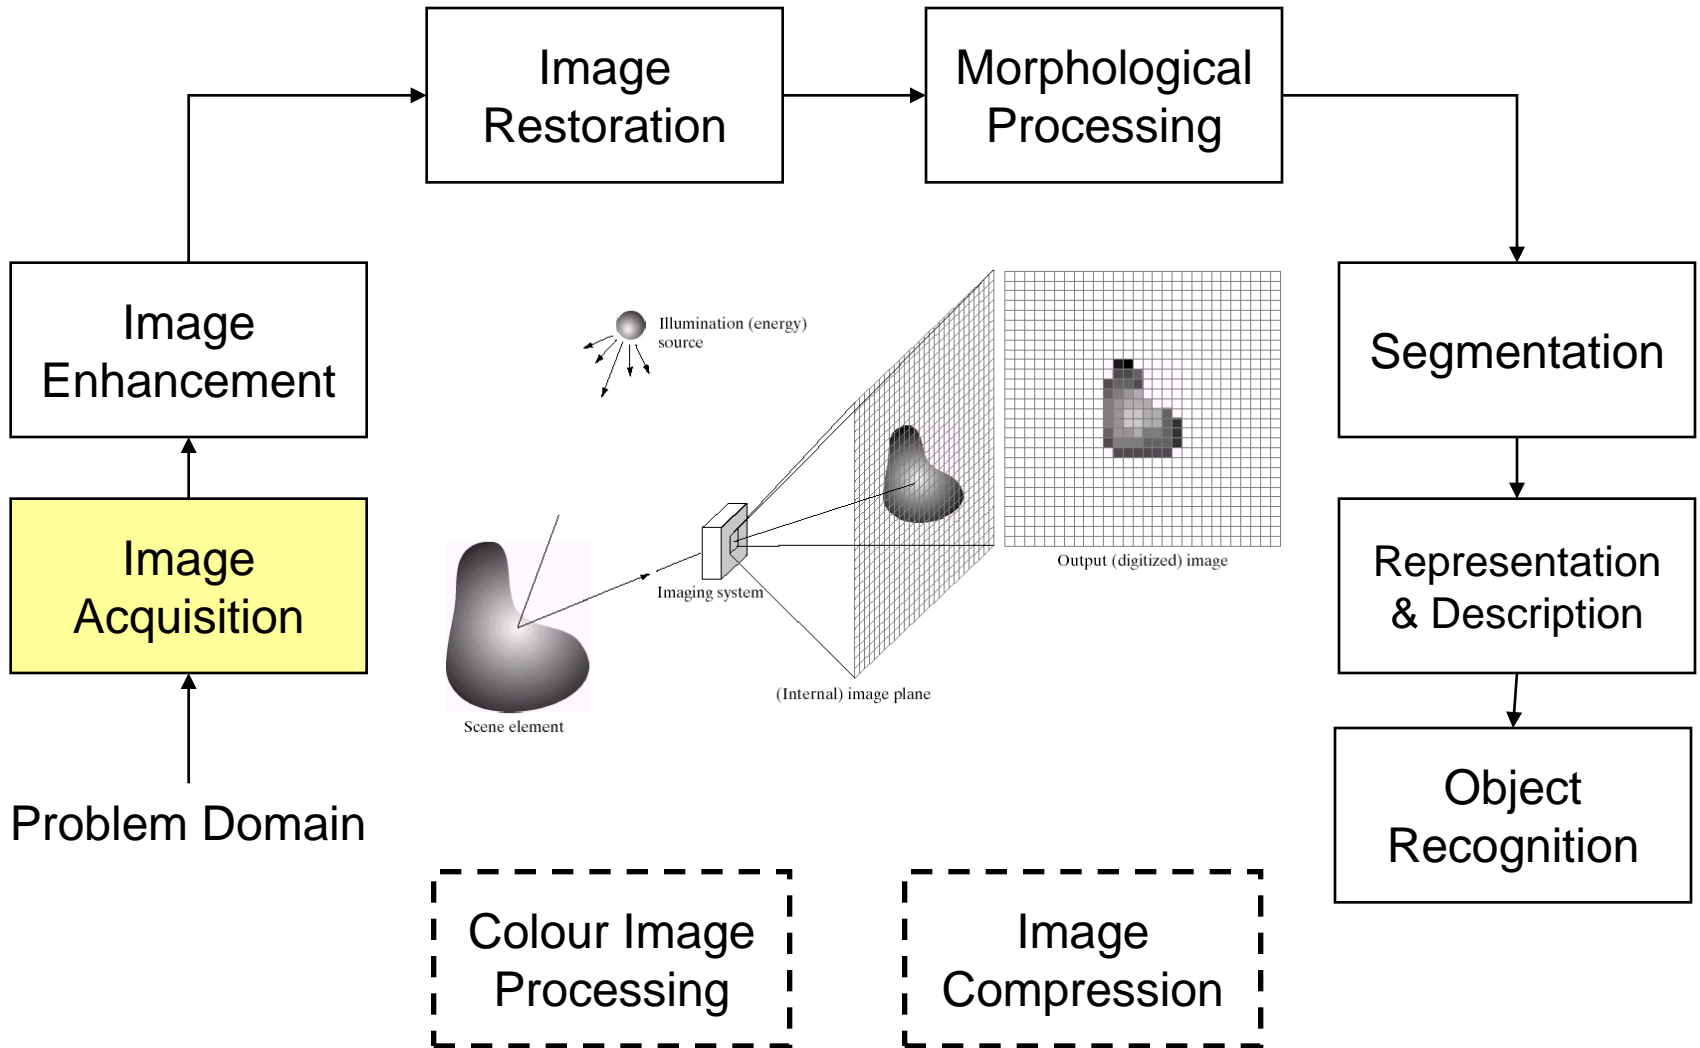 Image
Restoration
Morphological
Processing
Image
Enhancement
Illumination (energy)
source
Segmentation
Image
Acquisition
Imaging system
Output (digitized) image
Representation
& Description
(Internal) image plane
Scene element
Problem Domain
Object
Recognition
Colour Image
Processing
Image
Compression